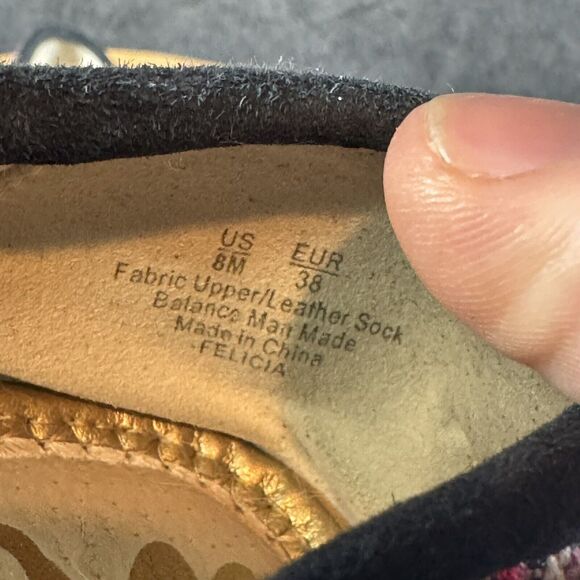 US EUR
8M 38
Fabric Upper/Leather Sock
Balance Man Made
Made in China
FELICIA